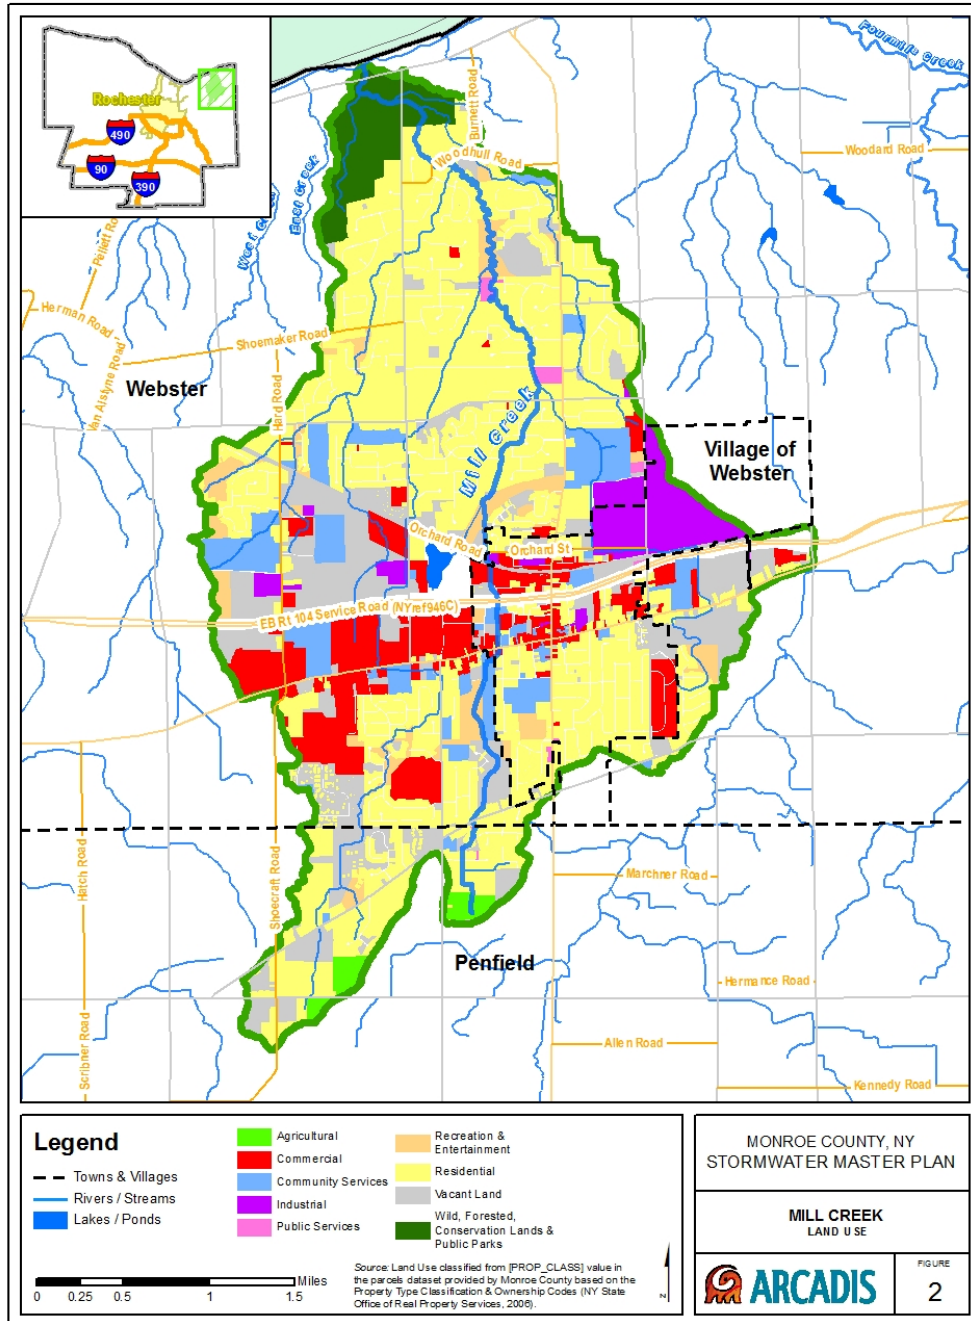 Rochester
490
90
390
Fourmile Creek
Burnett Road
Woodard Road
Woodhull Road
East Creek
West Creek
Pellett Ro
Herman Road
Shoemaker Road
Van Alstyne Road
Hard Road
Webster
Mill Creek
Village of
Webster
Orchard Road
Orchard St
EB Rt 104 Service Road (NYref946C)
Hatch Road
Shoecraft Road
Marchner Road
Penfield
Hermance Road
Scribner Road
Allen Road
Kennedy Road
Legend
Towns & Villages
Rivers / Streams
Lakes / Ponds
Agricultural
Commercial
Community Services
Industrial
Public Services
Recreation &
Entertainment
Residential
Vacant Land
Wild, Forested,
Conservation Lands &
Public Parks
Miles
0 0.25 0.5 1 1.5
Source: Land Use classified from [PROP_CLASS] value in
the parcels dataset provided by Monroe County based on the
Property Type Classification & Ownership Codes (NY State
Office of Real Property Services, 2006).
N
MONROE COUNTY, NY
STORMWATER MASTER PLAN
MILL CREEK
LAND USE
ARCADIS
FIGURE
2